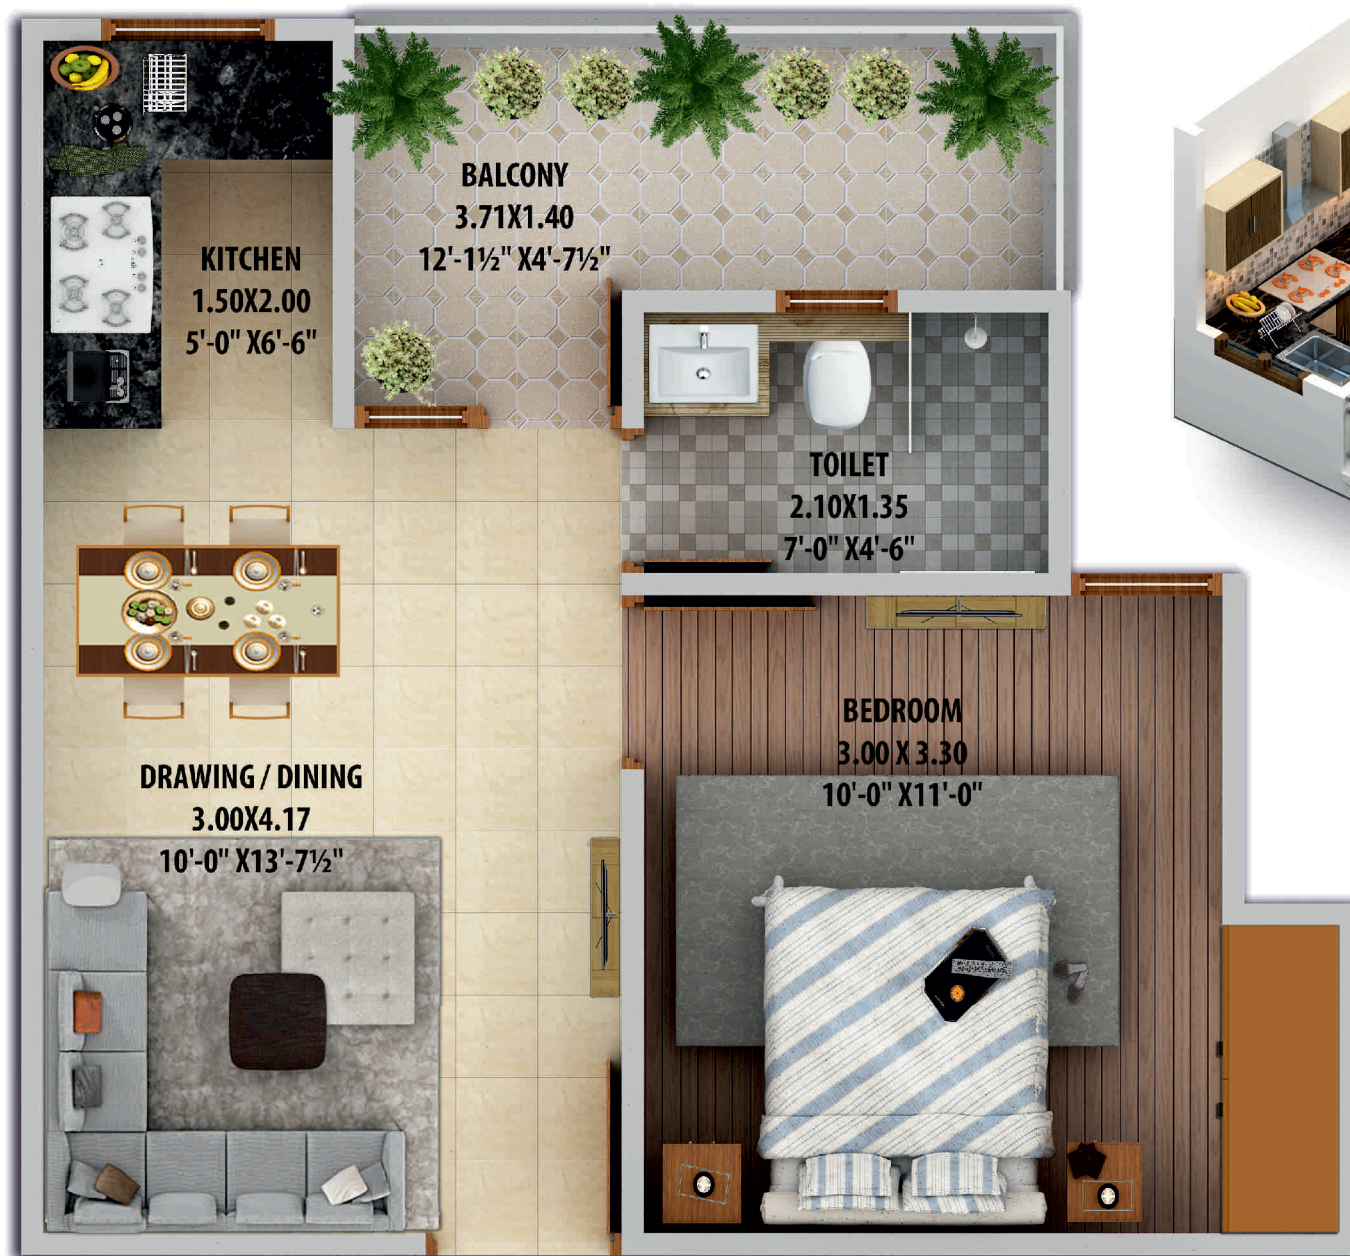 BALCONY
3.71X1.40
12'-1½" X4'-7½"
KITCHEN
1.50X2.00
5'-0" X6'-6"
TOILET
2.10X1.35
7'-0" X4'-6"
BEDROOM
3.00 X 3.30
10'-0" X11'-0"
DRAWING / DINING
3.00X4.17
10'-0" X13'-7½"